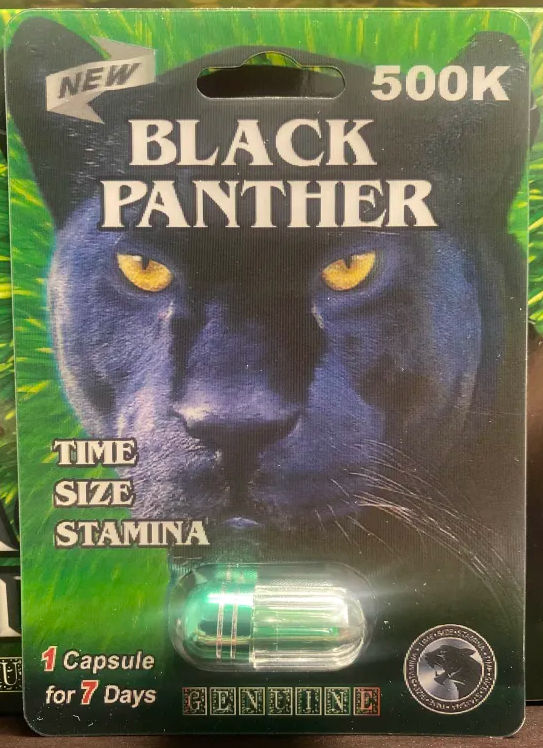 NEW
500K
BLACK
PANTHER
TIME
SIZE
STAMINA
1 Capsule
for 7 Days
GENUINE